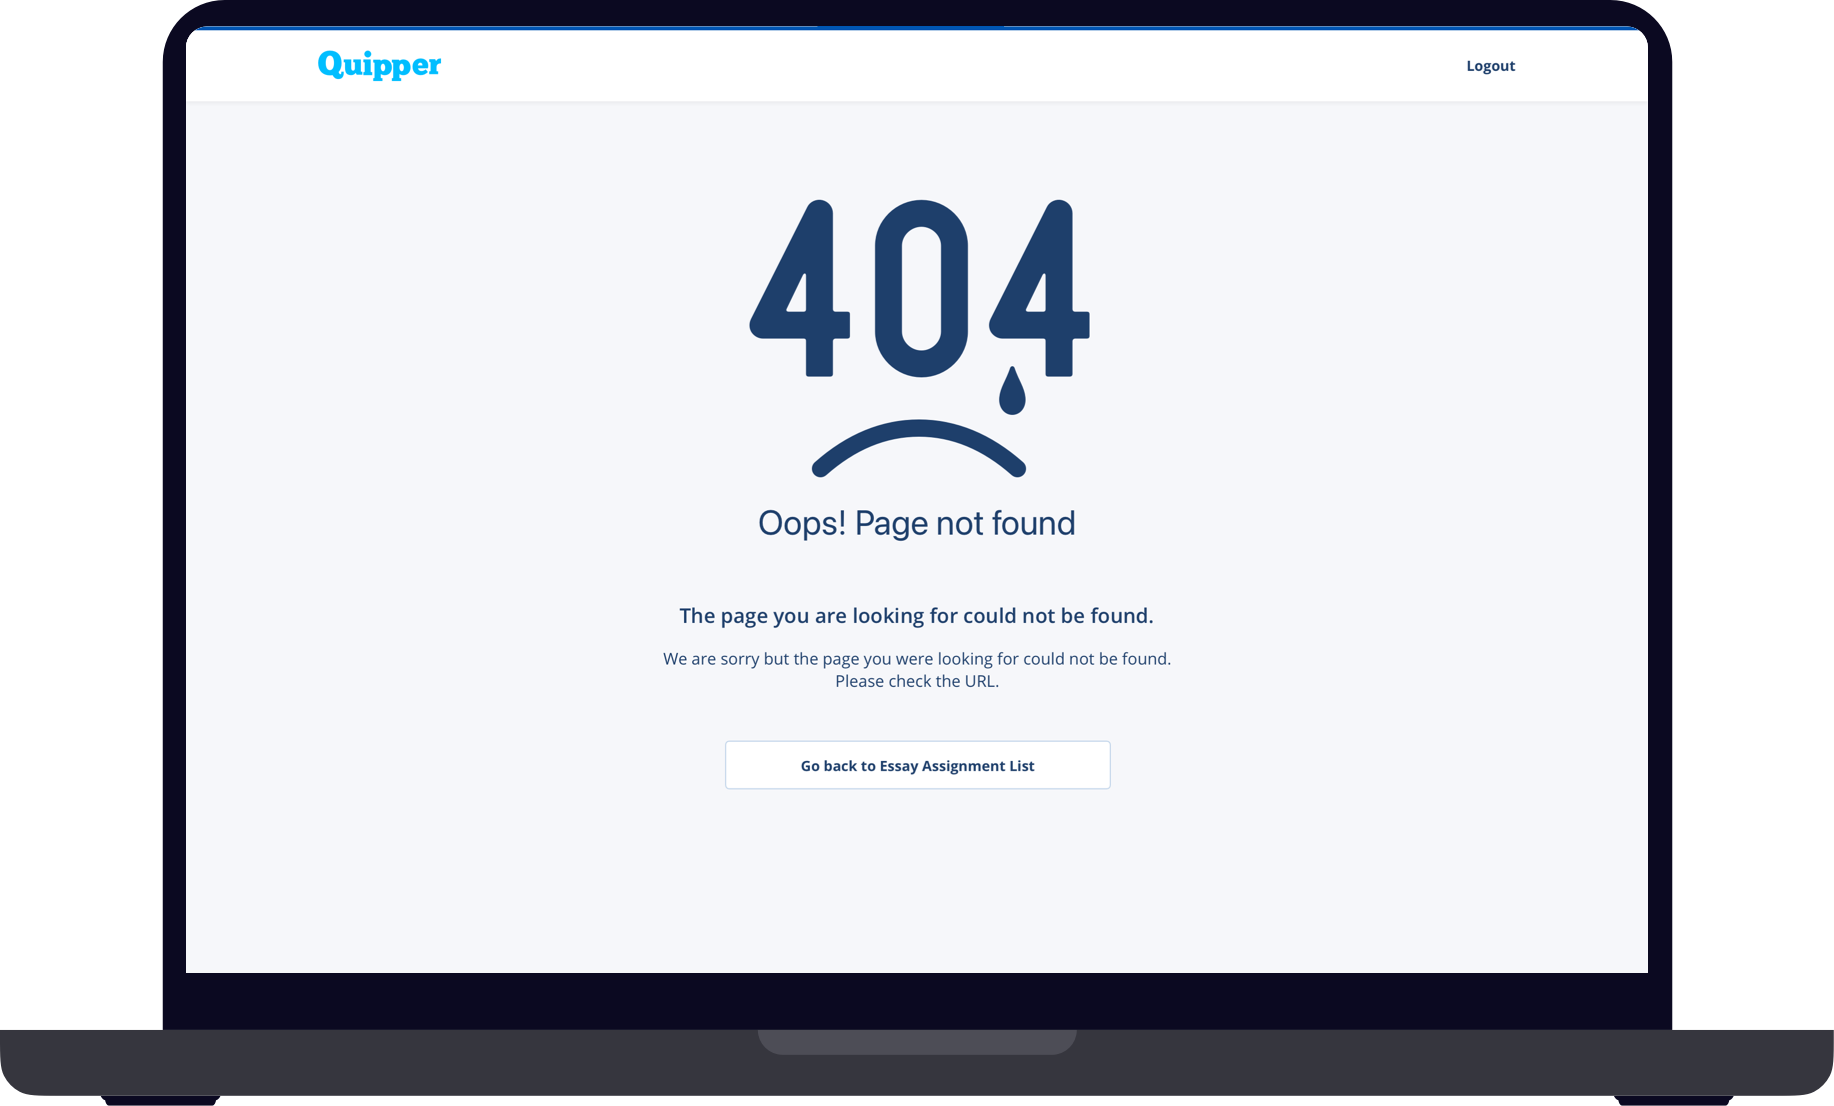 Quipper
Logout
404
Oops! Page not found
The page you are looking for could not be found.
We are sorry but the page you were looking for could not be found.
Please check the URL.
Go back to Essay Assignment List